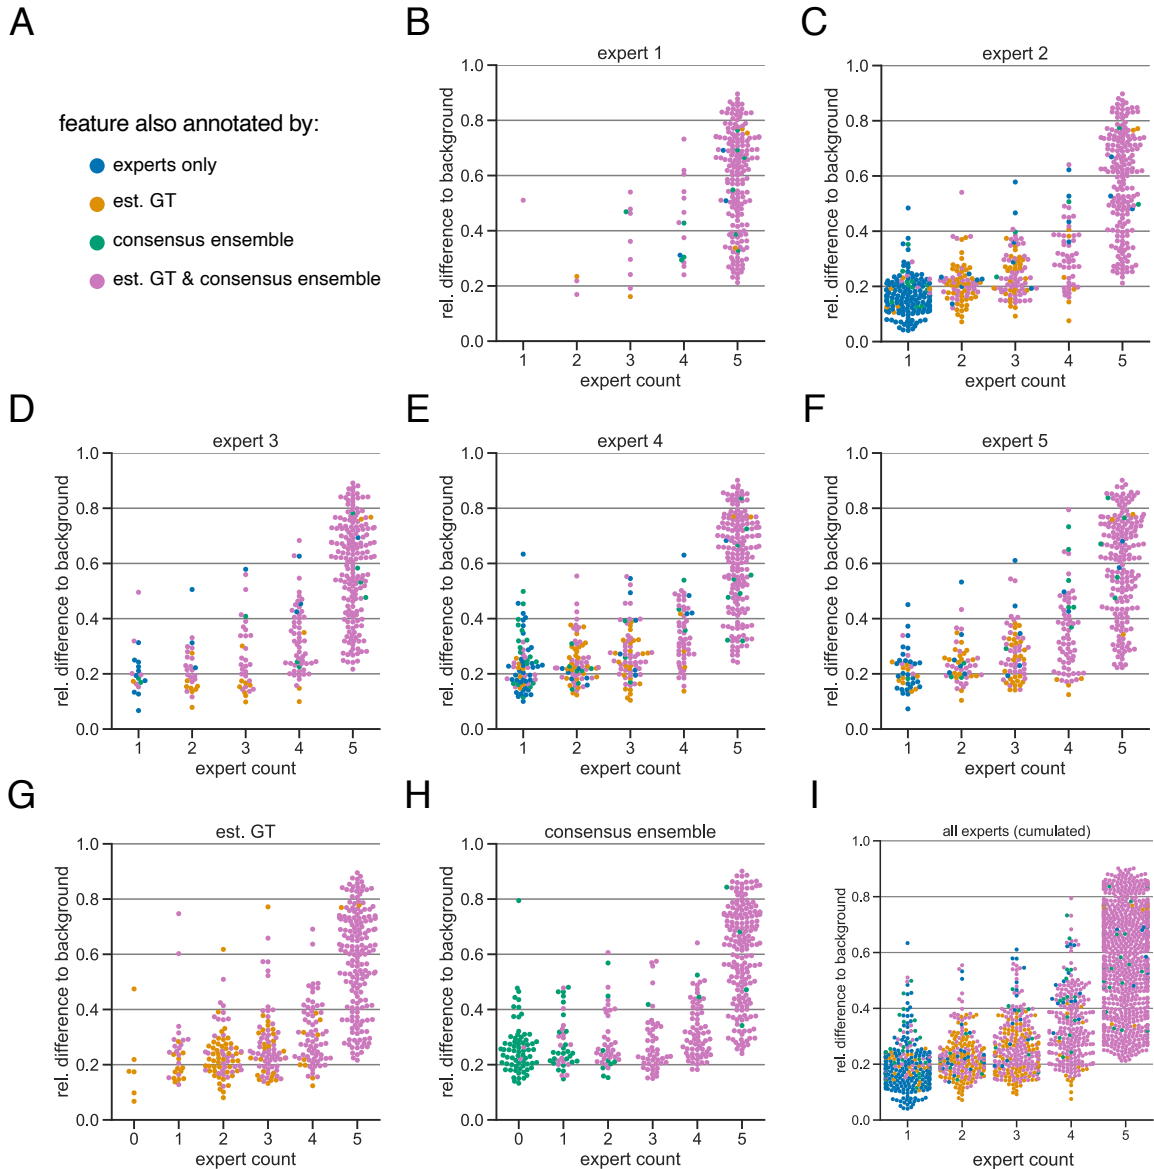 A
feature also annotated by:
experts only
est. GT
consensus ensemble
est. GT & consensus ensemble
B
expert 1
rel. difference to background
1.0
0.8
0.6
0.4
0.2
0.0
1 2 3 4 5
expert count
C
expert 2
rel. difference to background
1.0
0.8
0.6
0.4
0.2
0.0
1 2 3 4 5
expert count
D
expert 3
rel. difference to background
1.0
0.8
0.6
0.4
0.2
0.0
1 2 3 4 5
expert count
E
expert 4
rel. difference to background
1.0
0.8
0.6
0.4
0.2
0.0
1 2 3 4 5
expert count
F
expert 5
rel. difference to background
1.0
0.8
0.6
0.4
0.2
0.0
1 2 3 4 5
expert count
G
est. GT
rel. difference to background
1.0
0.8
0.6
0.4
0.2
0.0
0 1 2 3 4 5
expert count
H
consensus ensemble
rel. difference to background
1.0
0.8
0.6
0.4
0.2
0.0
0 1 2 3 4 5
expert count
I
all experts (cumulated)
rel. difference to background
1.0
0.8
0.6
0.4
0.2
0.0
1 2 3 4 5
expert count